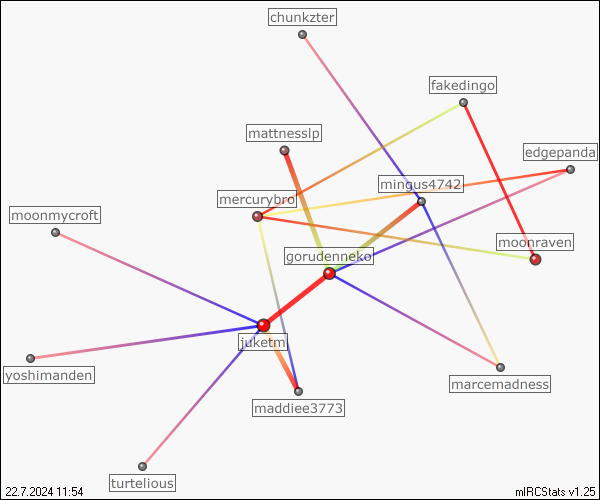 chunkzter
fakedingo
mattnesslp
edgepanda
mingus4742
mercurybro
moonmycroft
moonraven
gorudenneko
juketm
yoshimanden
marcemadness
maddiee3773
turtelious
22.7.2024 11:54
mIRCStats v1.25